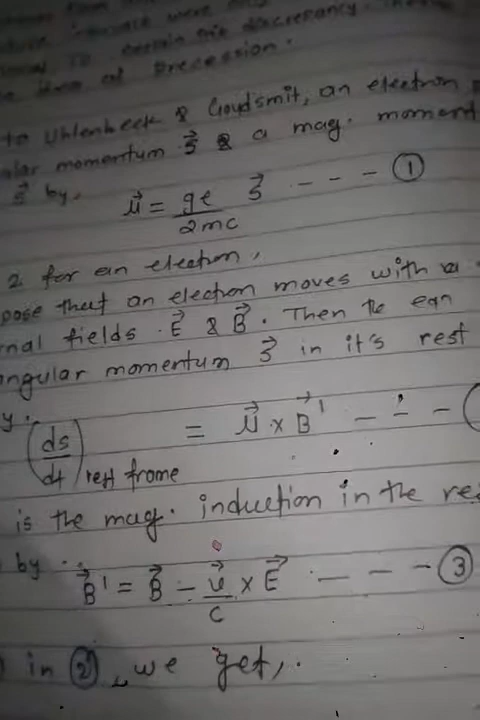 to explain the discrepancy.
of Precession.
to Uhlenbeck & Goudsmit, an electron
momentum S⃗ & a mag. moment
S⃗ by.
μ⃗ = ge/2mc S⃗ - - - ①
2 for an electron,
pose that an electron moves with a
nal fields E⃗ & B⃗. Then the eqn
angular momentum S⃗ in it's rest
y.
(ds/dt) rest frame = μ⃗ x B⃗' - - -
is the mag. induction in the re
by.
B⃗' = B⃗ - v⃗/c x E⃗ - - - ③
in ②, we get,.